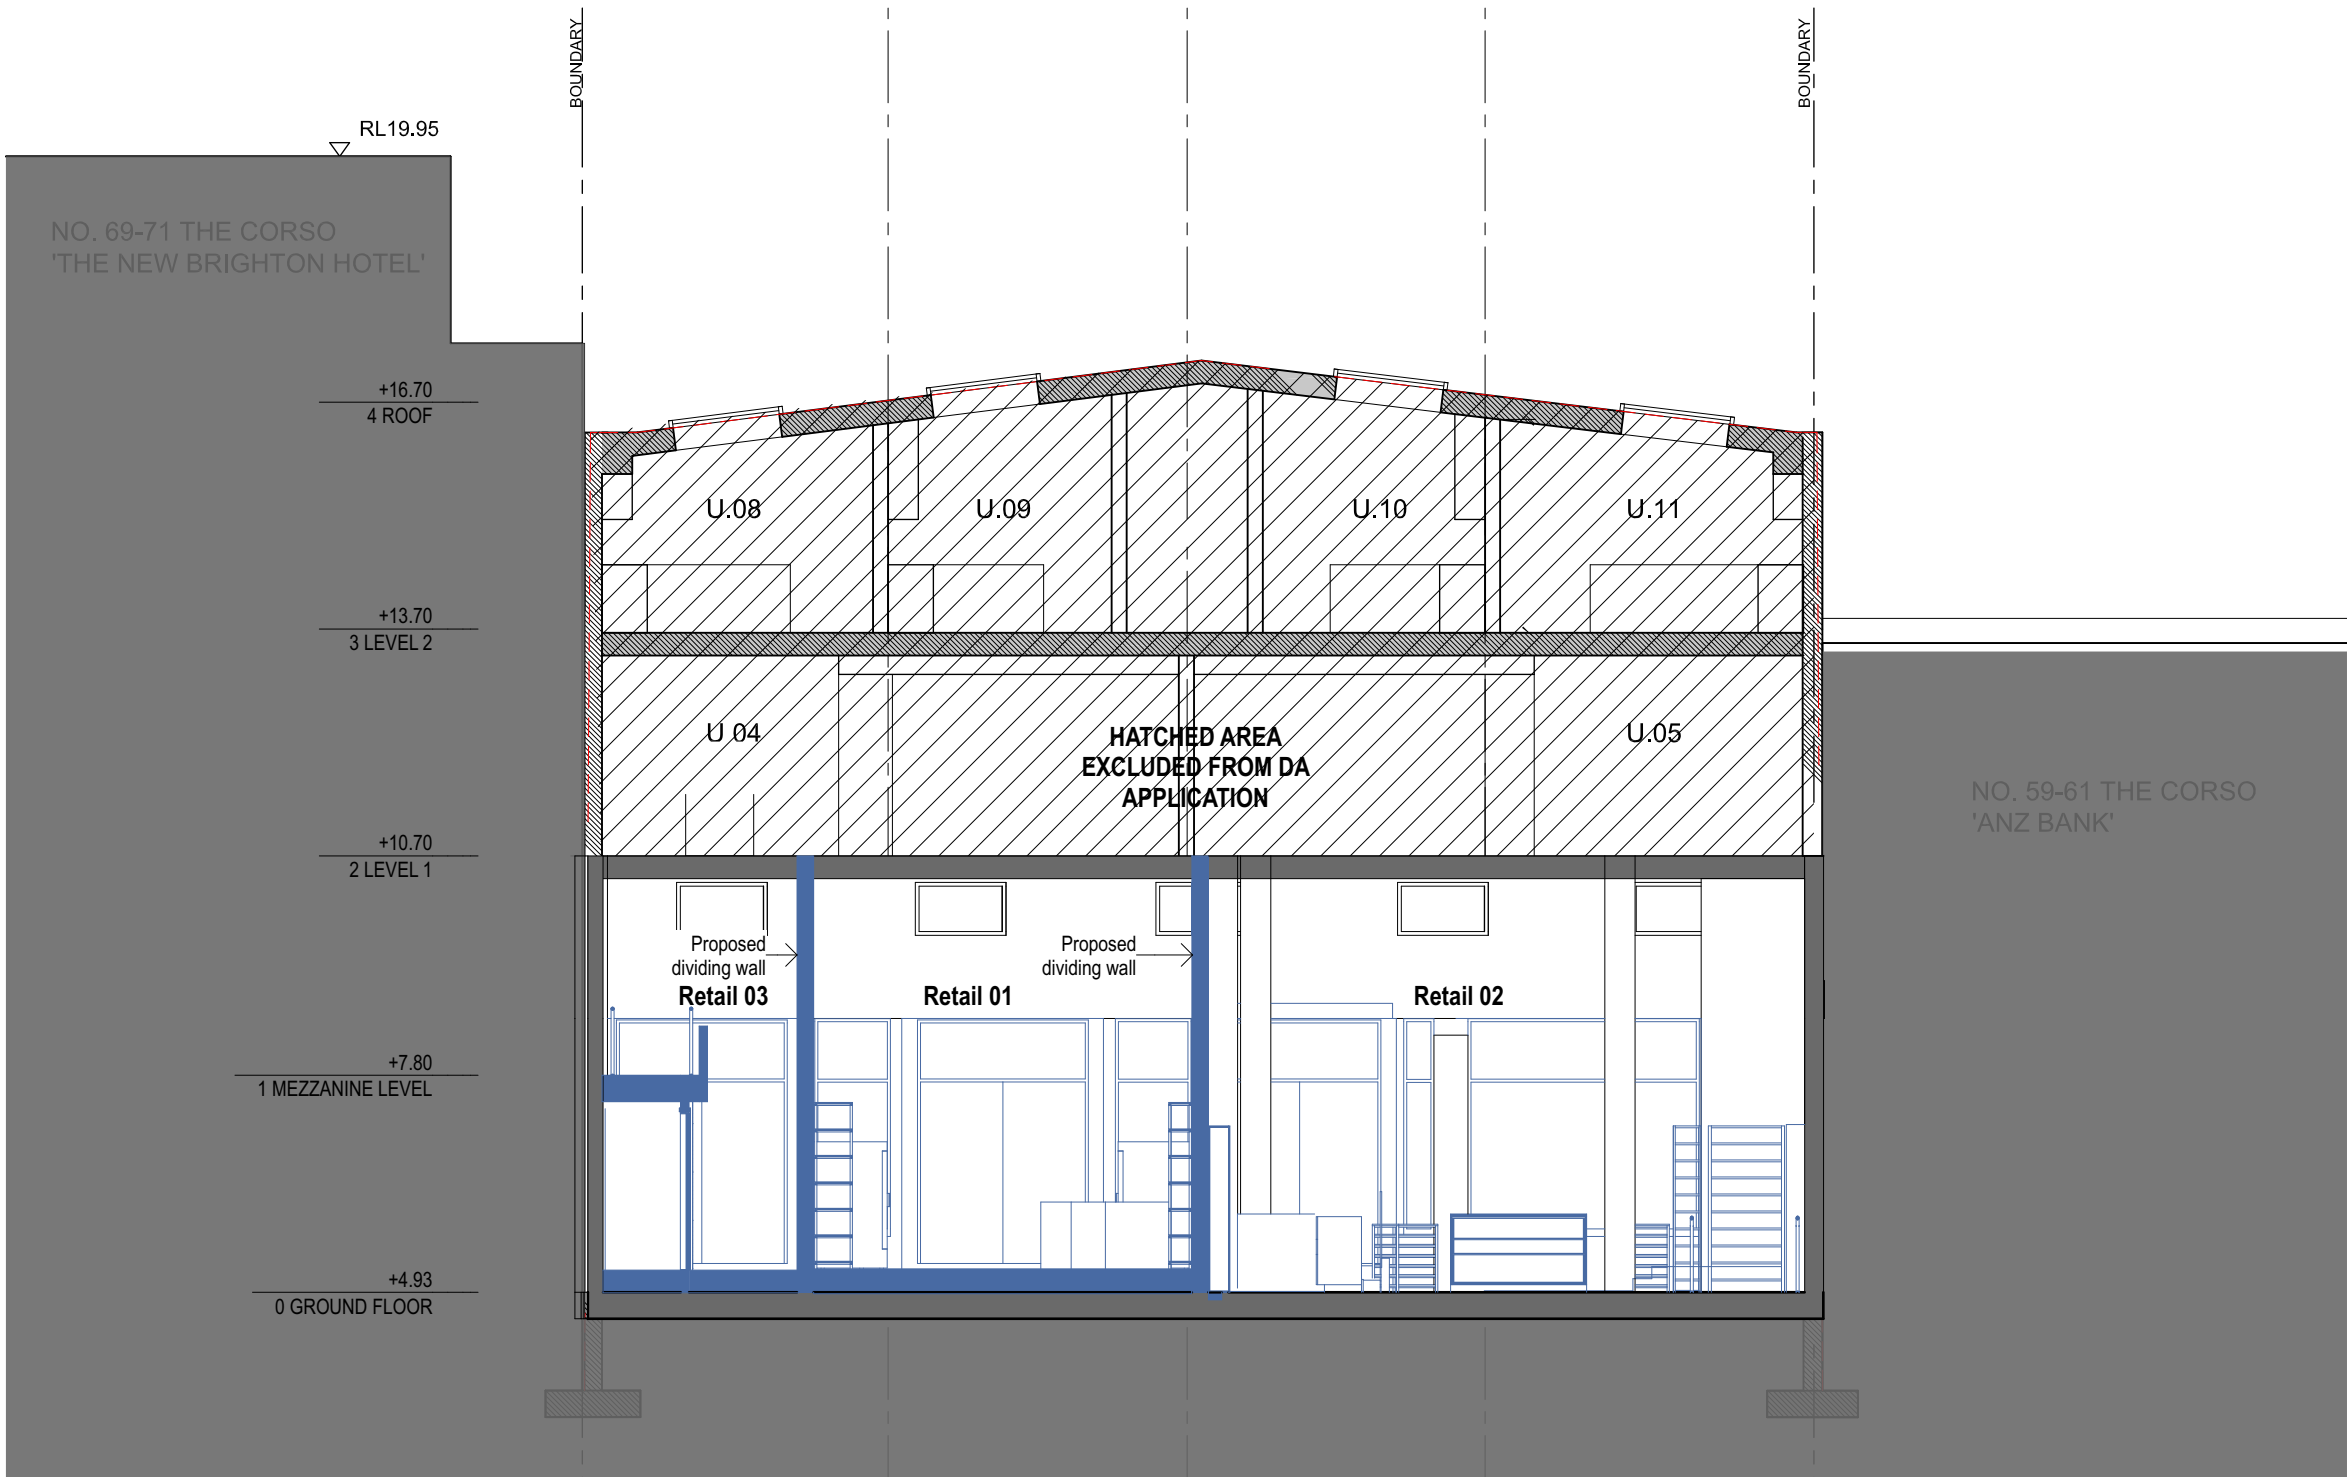 BOUNDARY
BOUNDARY
RL19.95
NO. 69-71 THE CORSO
'THE NEW BRIGHTON HOTEL'
+16.70
4 ROOF
U.08
U.09
U.10
U.11
+13.70
3 LEVEL 2
U 04
HATCHED AREA
EXCLUDED FROM DA
APPLICATION
U.05
NO. 59-61 THE CORSO
'ANZ BANK'
+10.70
2 LEVEL 1
Proposed
dividing wall
Proposed
dividing wall
Retail 03
Retail 01
Retail 02
+7.80
1 MEZZANINE LEVEL
+4.93
0 GROUND FLOOR